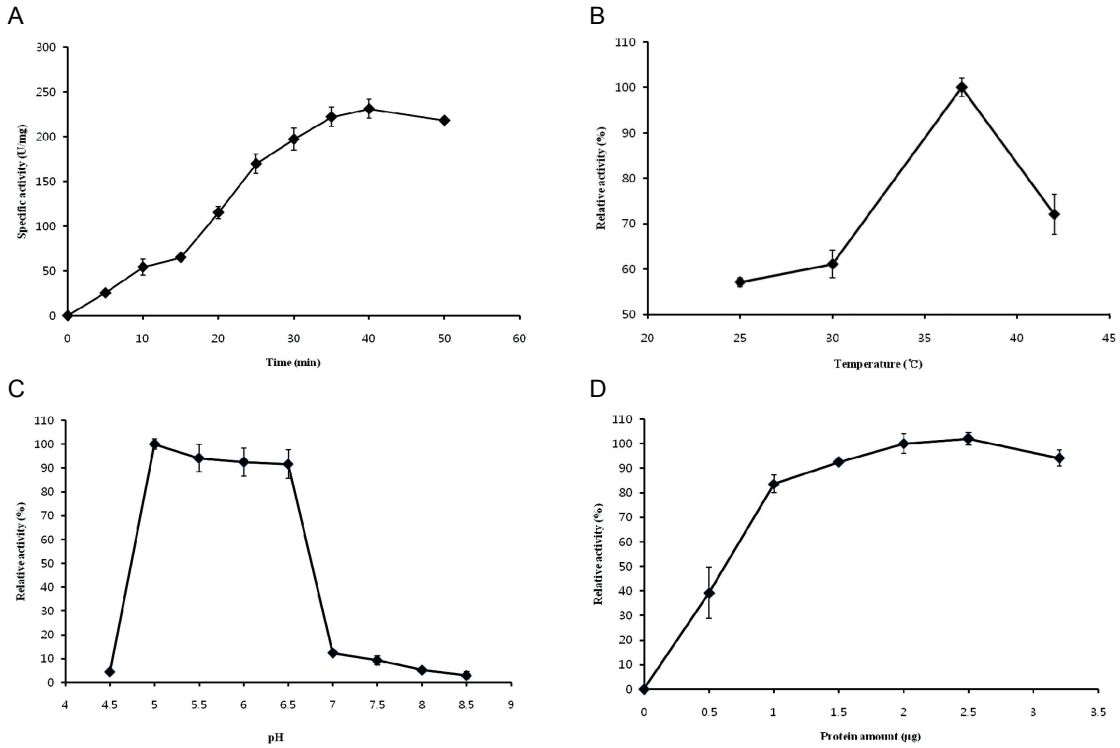 A
300
250
200
150
100
50
0
0 10 20 30 40 50 60
Specific activity (U/mg)
Time (min)
B
110
100
90
80
70
60
50
20 25 30 35 40 45
Relative activity (%)
Temperature (℃)
C
110
100
90
80
70
60
50
40
30
20
10
0
4 4.5 5 5.5 6 6.5 7 7.5 8 8.5 9
Relative activity (%)
pH
D
110
100
90
80
70
60
50
40
30
20
10
0
0 0.5 1 1.5 2 2.5 3 3.5
Relative activity (%)
Protein amount (μg)